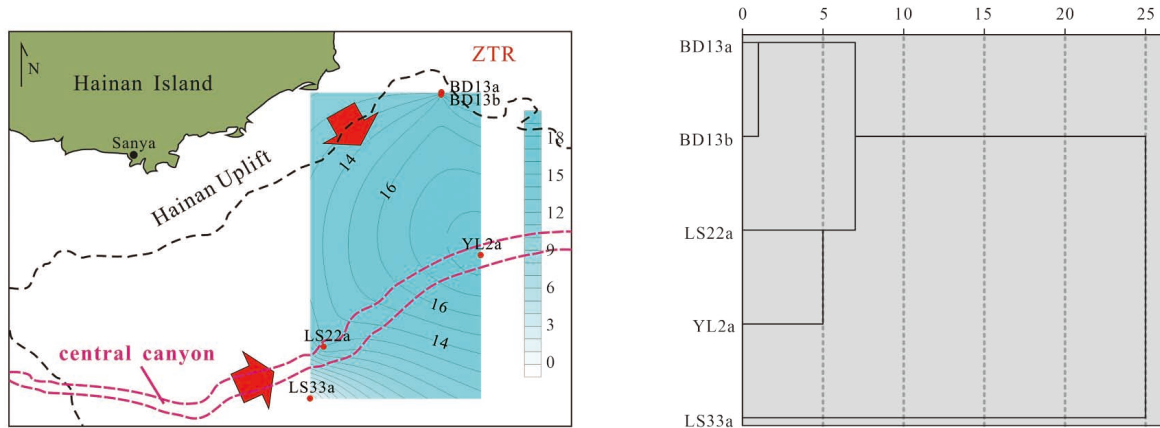 ZTR
N
Hainan Island
BD13a
BD13b
Sanya
Hainan Uplift
14
16
YL2a
16
14
LS22a
central canyon
LS33a
18
15
12
9
6
3
0
0 5 10 15 20 25
BD13a
BD13b
LS22a
YL2a
LS33a